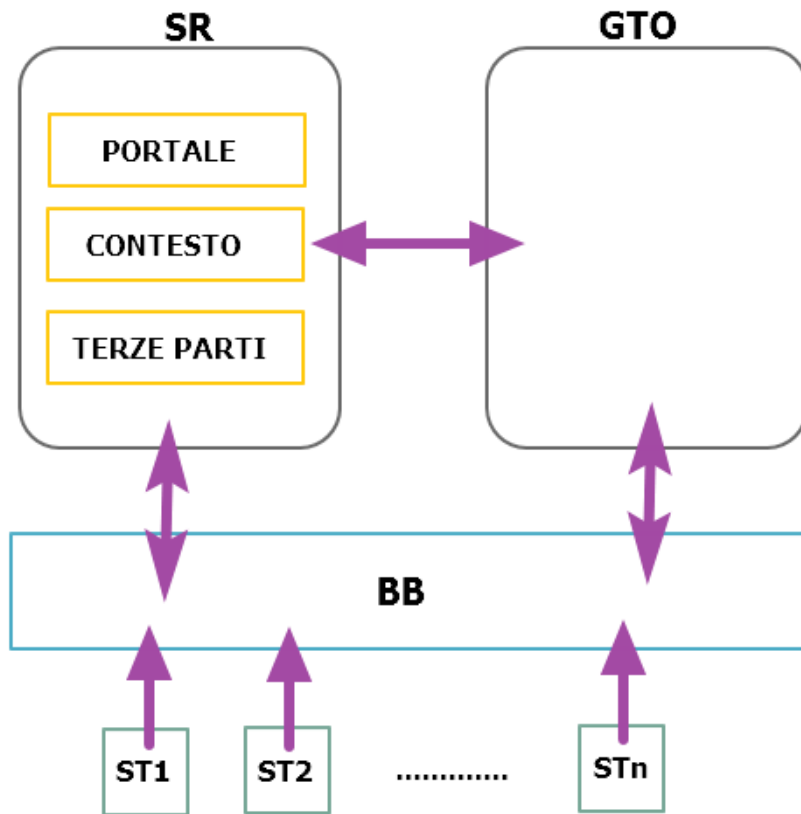 SR
GTO
PORTALE
CONTESTO
TERZE PARTI
BB
ST1
ST2
.............
STn